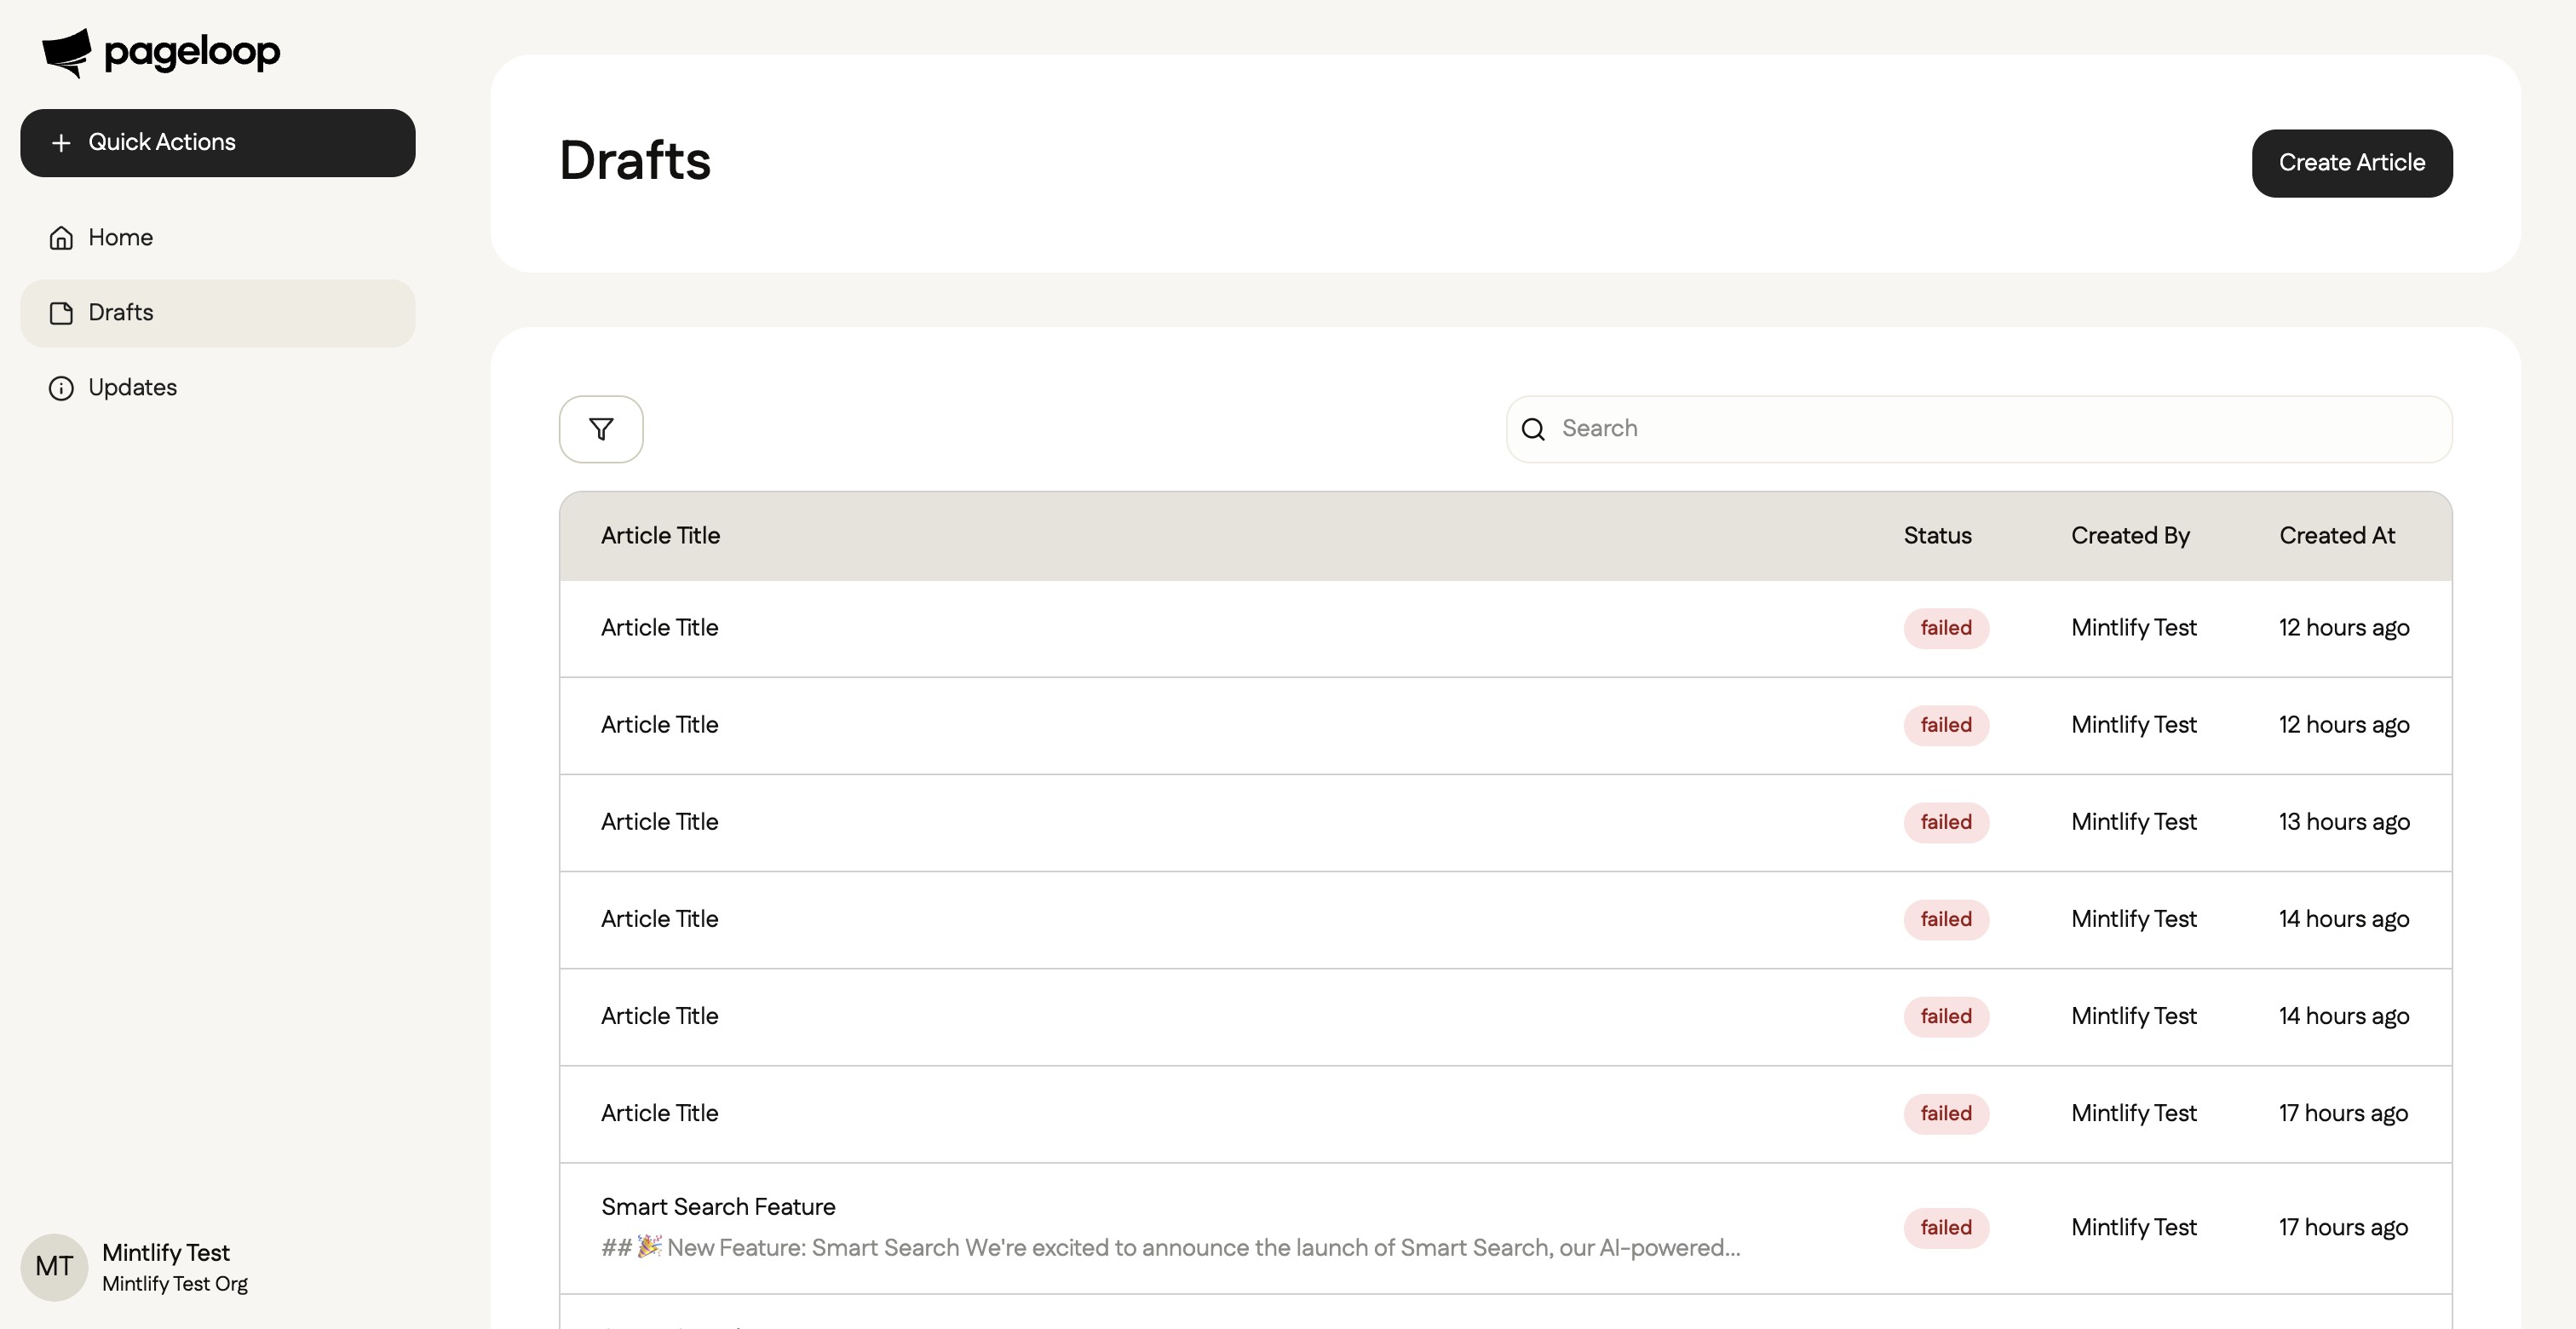 pageloop
Quick Actions
Home
Drafts
Updates
MT
Mintlify Test
Mintlify Test Org
Drafts
Create Article
Search
Article Title Status Created By Created At
Article Title failed Mintlify Test 12 hours ago
Article Title failed Mintlify Test 12 hours ago
Article Title failed Mintlify Test 13 hours ago
Article Title failed Mintlify Test 14 hours ago
Article Title failed Mintlify Test 14 hours ago
Article Title failed Mintlify Test 17 hours ago
Smart Search Feature
## 🎉 New Feature: Smart Search We're excited to announce the launch of Smart Search, our AI-powered... failed Mintlify Test 17 hours ago